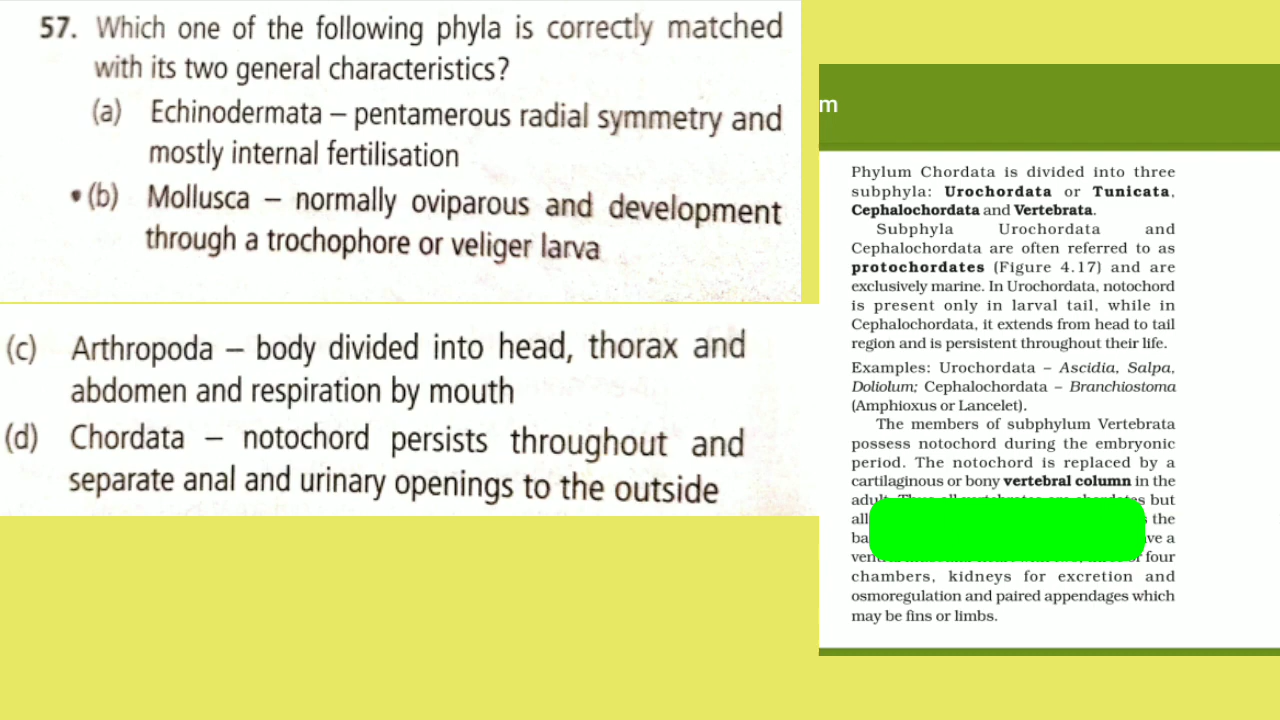 57. Which one of the following phyla is correctly matched
with its two general characteristics?
(a) Echinodermata – pentamerous radial symmetry and
mostly internal fertilisation
• (b) Mollusca – normally oviparous and development
through a trochophore or veliger larva
(c) Arthropoda – body divided into head, thorax and
abdomen and respiration by mouth
(d) Chordata – notochord persists throughout and
separate anal and urinary openings to the outside
m
Phylum Chordata is divided into three
subphyla: Urochordata or Tunicata,
Cephalochordata and Vertebrata.
Subphyla Urochordata and
Cephalochordata are often referred to as
protochordates (Figure 4.17) and are
exclusively marine. In Urochordata, notochord
is present only in larval tail, while in
Cephalochordata, it extends from head to tail
region and is persistent throughout their life.
Examples: Urochordata – Ascidia, Salpa,
Doliolum; Cephalochordata – Branchiostoma
(Amphioxus or Lancelet).
The members of subphylum Vertebrata
possess notochord during the embryonic
period. The notochord is replaced by a
cartilaginous or bony vertebral column in the
but
all the
a
four
chambers, kidneys for excretion and
osmoregulation and paired appendages which
may be fins or limbs.